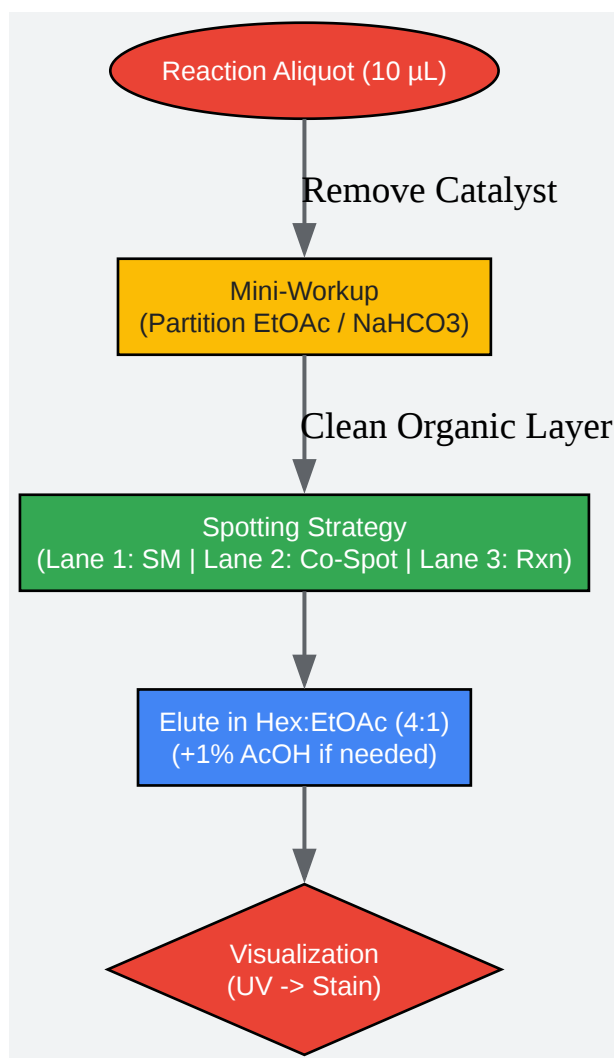 Reaction Aliquot (10 µL)
Remove Catalyst
Mini-Workup
(Partition EtOAc / NaHCO3)
Clean Organic Layer
Spotting Strategy
(Lane 1: SM | Lane 2: Co-Spot | Lane 3: Rxn)
Elute in Hex:EtOAc (4:1)
(+1% AcOH if needed)
Visualization
(UV -> Stain)